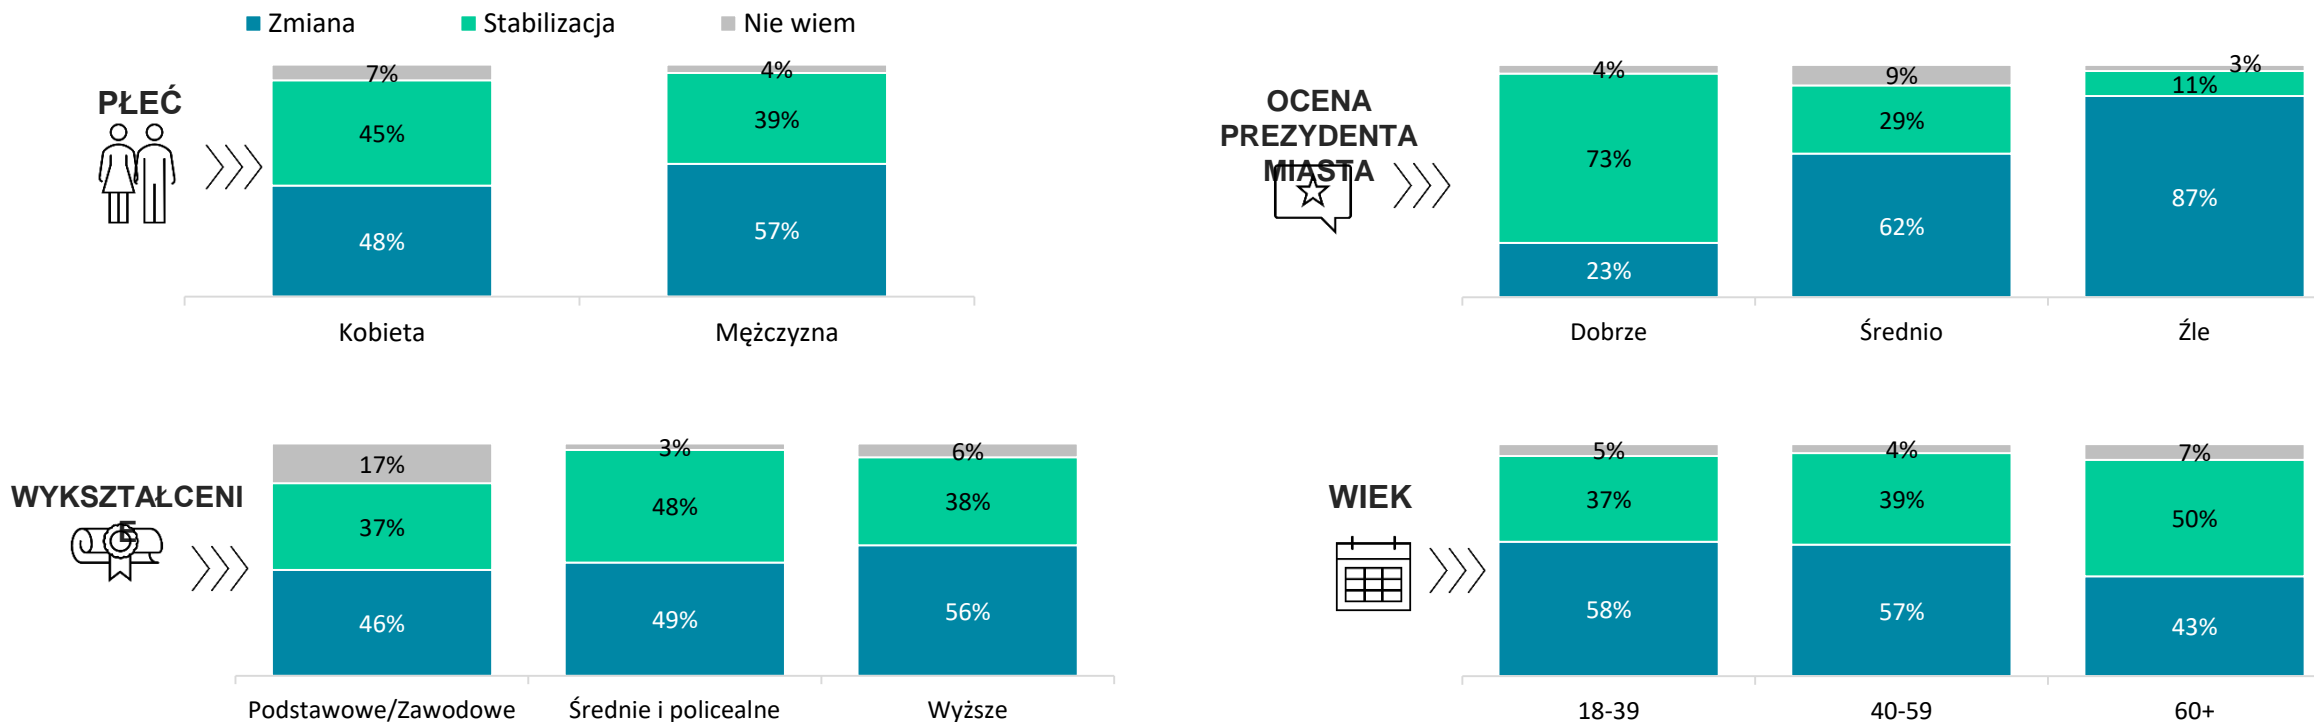 Zmiana
Stabilizacja
Nie wiem
PŁEĆ
7%
45%
48%
4%
39%
57%
Kobieta
Mężczyzna
OCENA
PREZYDENTA
MIASTA
4%
73%
23%
9%
29%
62%
3%
11%
87%
Dobrze
Średnio
Źle
WYKSZTAŁCENI
E
17%
37%
46%
3%
48%
49%
6%
38%
56%
Podstawowe/Zawodowe
Średnie i policealne
Wyższe
WIEK
5%
37%
58%
4%
39%
57%
7%
50%
43%
18-39
40-59
60+